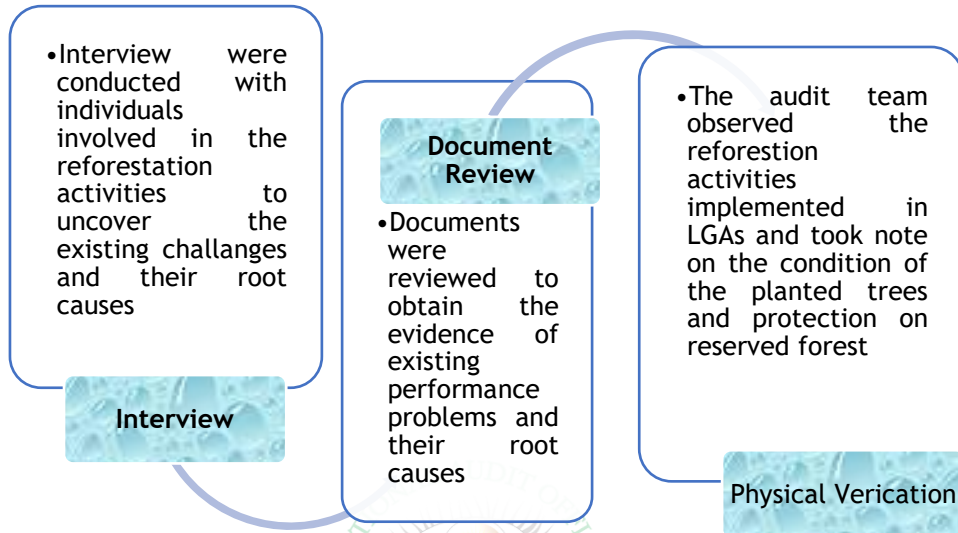 •Interview were
conducted with
individuals
involved in the
reforestation
activities to
uncover the
existing challanges
and their root
causes
Interview
Document
Review
•Documents
were
reviewed to
obtain the
evidence of
existing
performance
problems and
their root
causes
•The audit team
observed the
reforestion
activities
implemented in
LGAs and took note
on the condition of
the planted trees
and protection on
reserved forest
Physical Verication